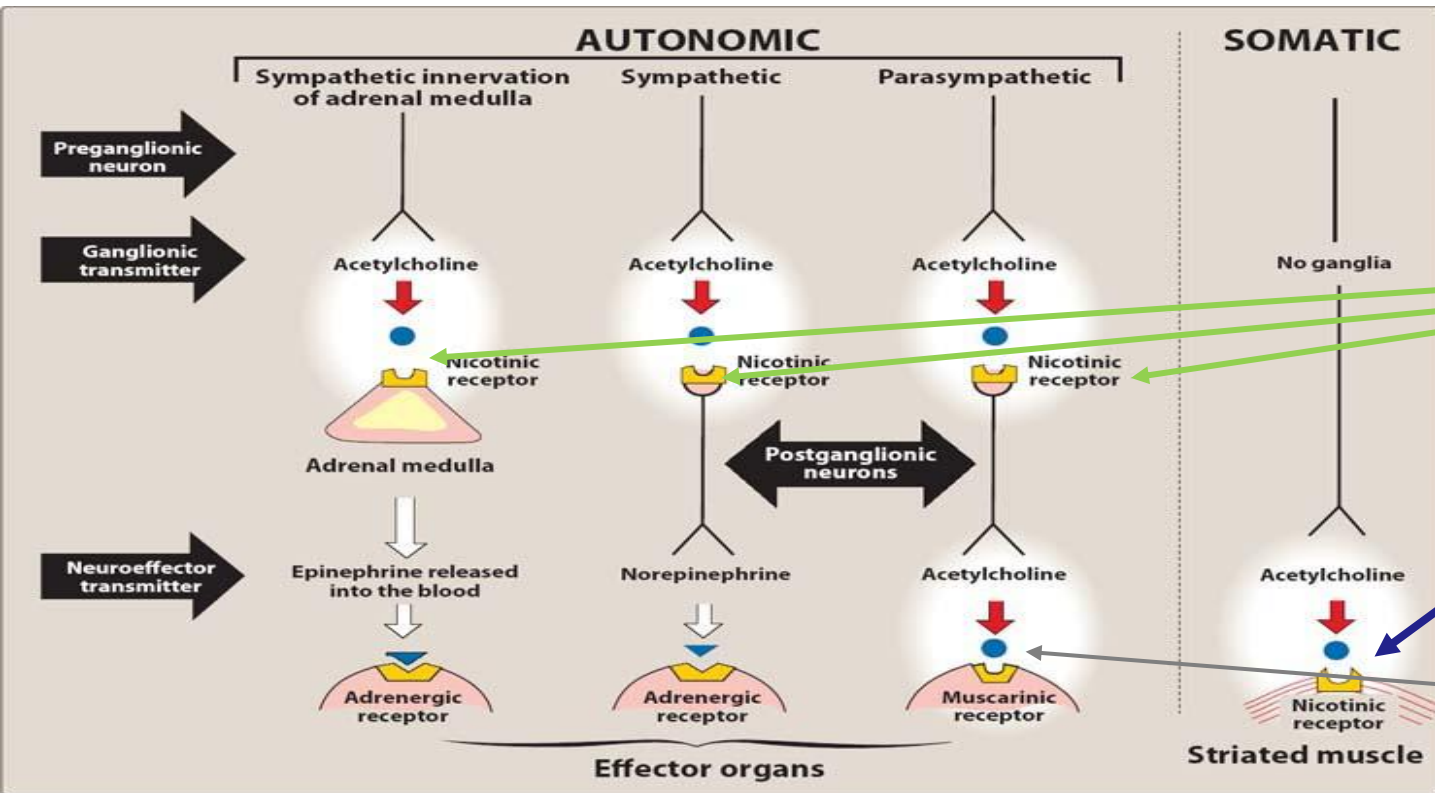 AUTONOMIC
SOMATIC
Sympathetic innervation
of adrenal medulla
Sympathetic
Parasympathetic
Preganglionic
neuron
Ganglionic
transmitter
Acetylcholine
Acetylcholine
Acetylcholine
No ganglia
Nicotinic
receptor
Nicotinic
receptor
Nicotinic
receptor
Adrenal medulla
Postganglionic
neurons
Neuroeffector
transmitter
Epinephrine released
into the blood
Norepinephrine
Acetylcholine
Acetylcholine
Adrenergic
receptor
Adrenergic
receptor
Muscarinic
receptor
Nicotinic
receptor
Striated muscle
Effector organs